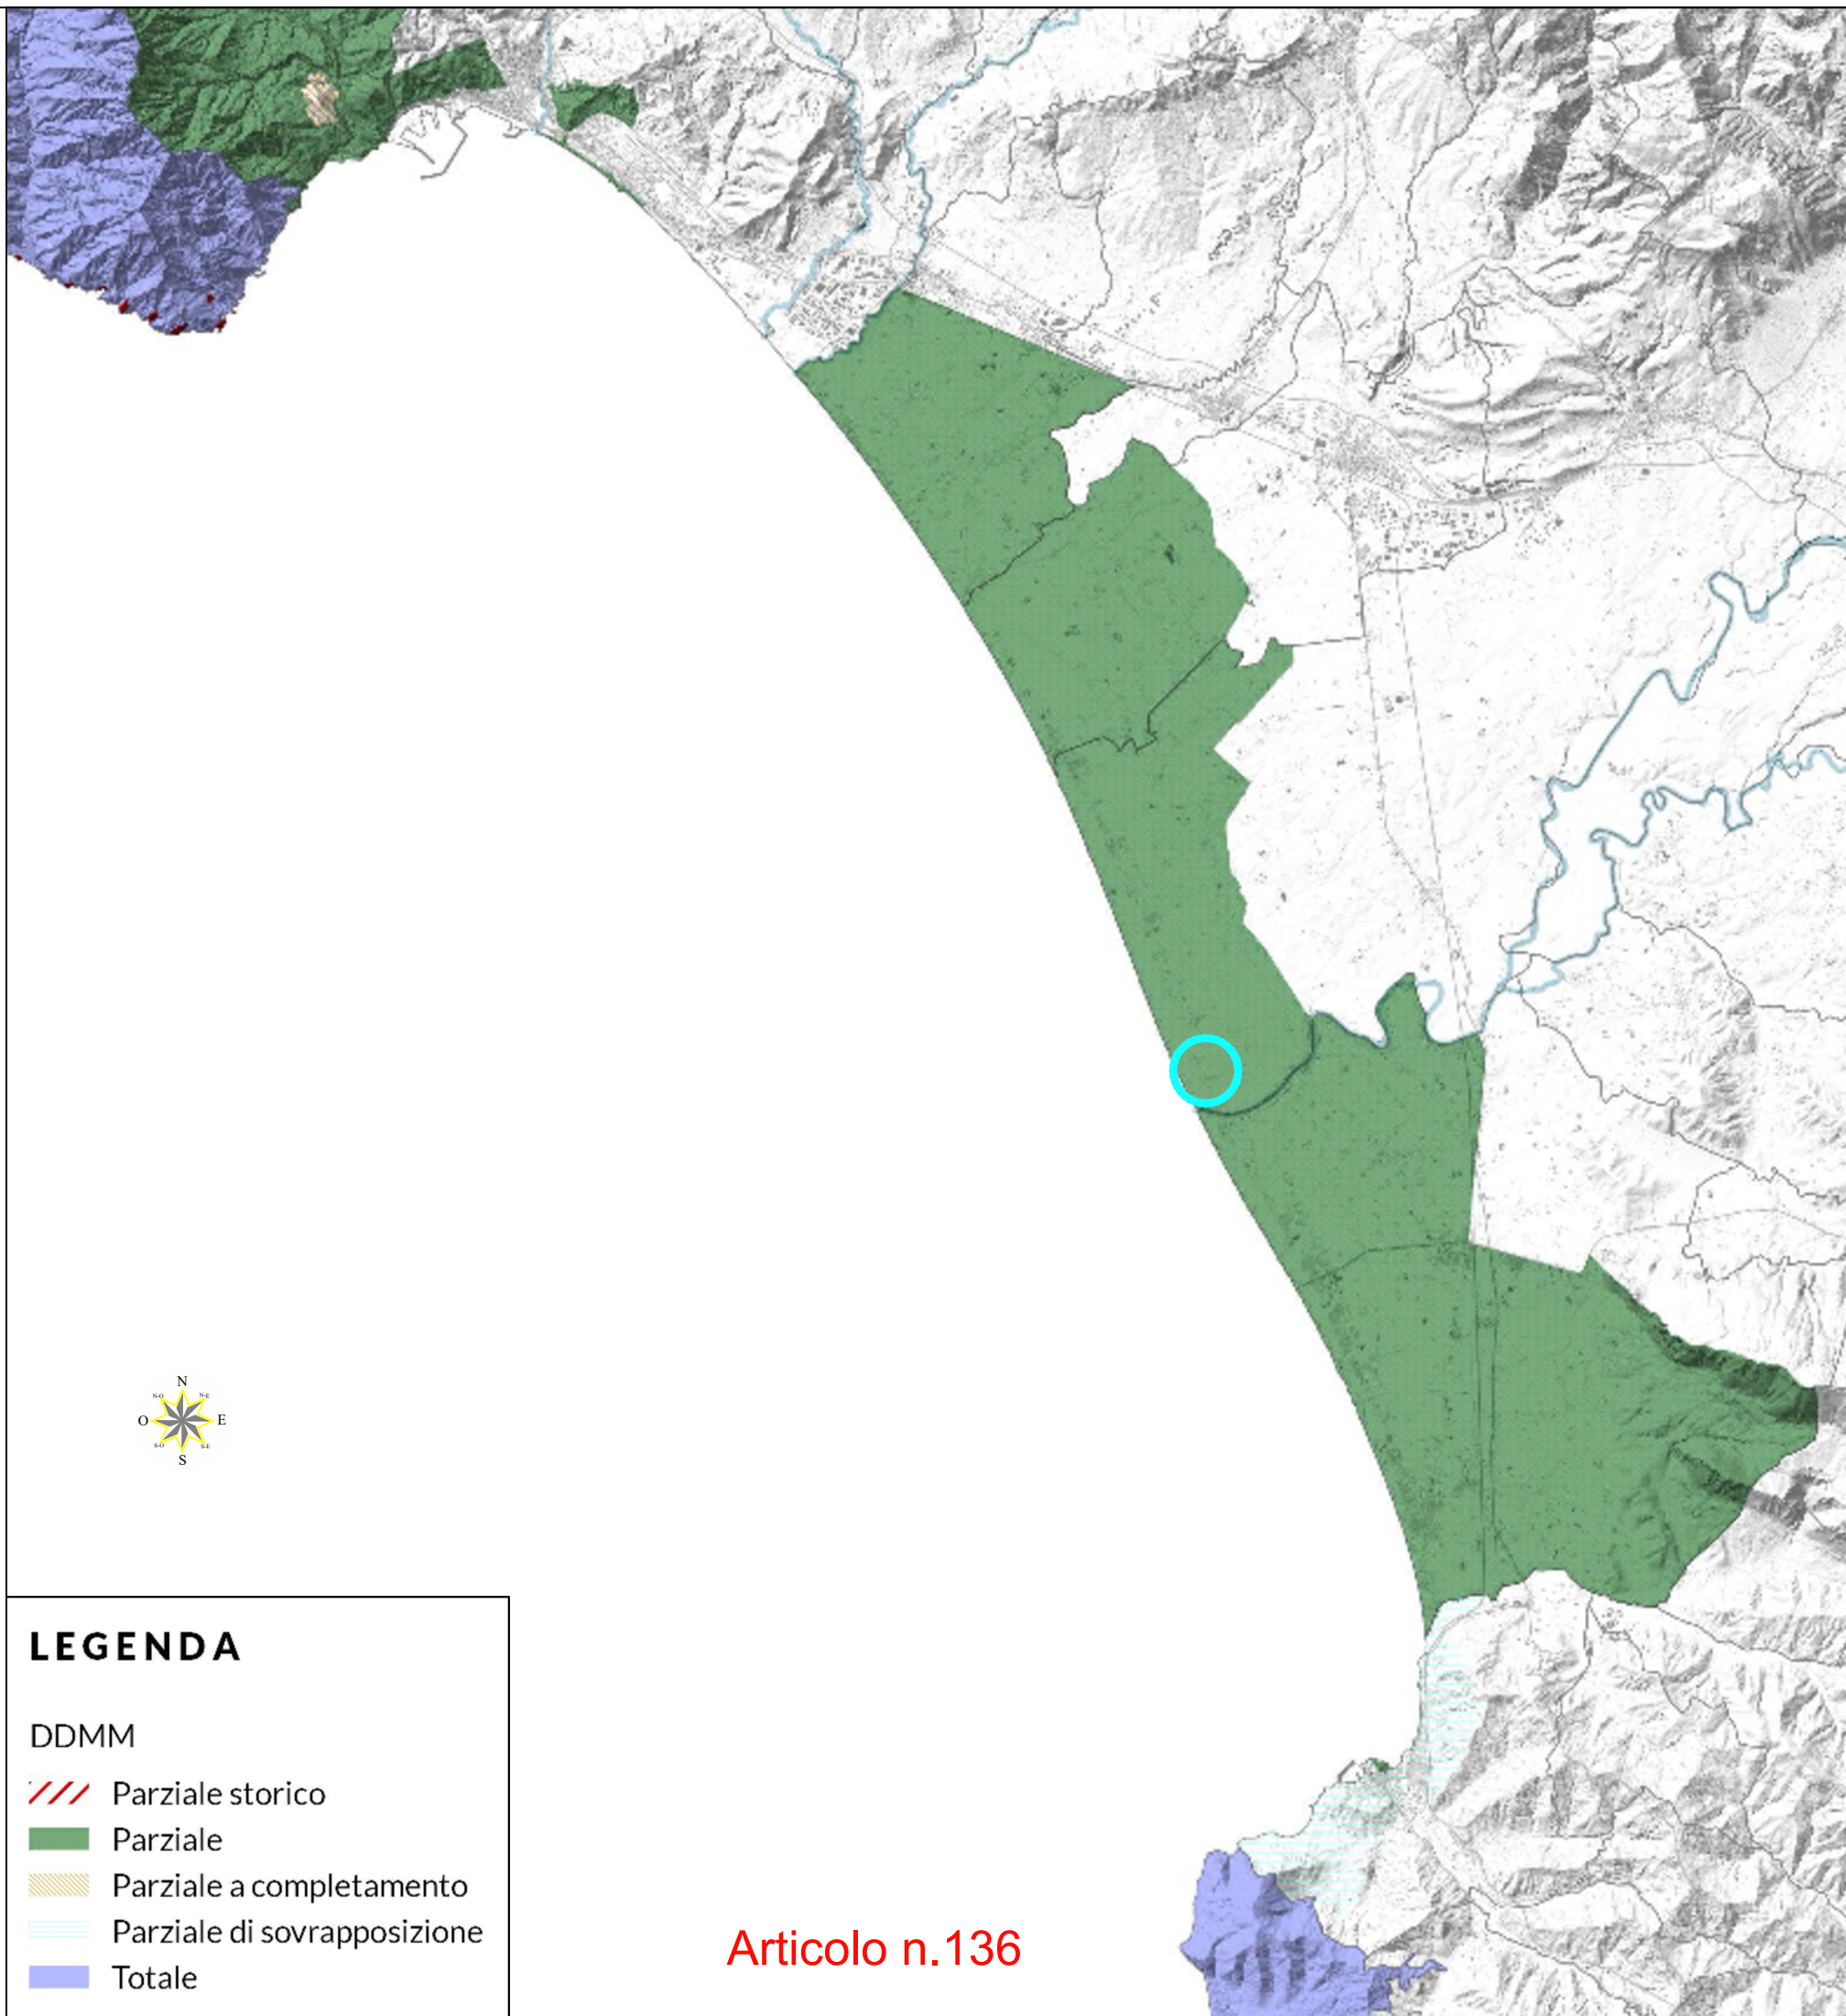 N
N-O N-E
O E
S-O S-E
S
LEGENDA
DDMM
Parziale storico
Parziale
Parziale a completamento
Parziale di sovrapposizione
Totale
Articolo n.136